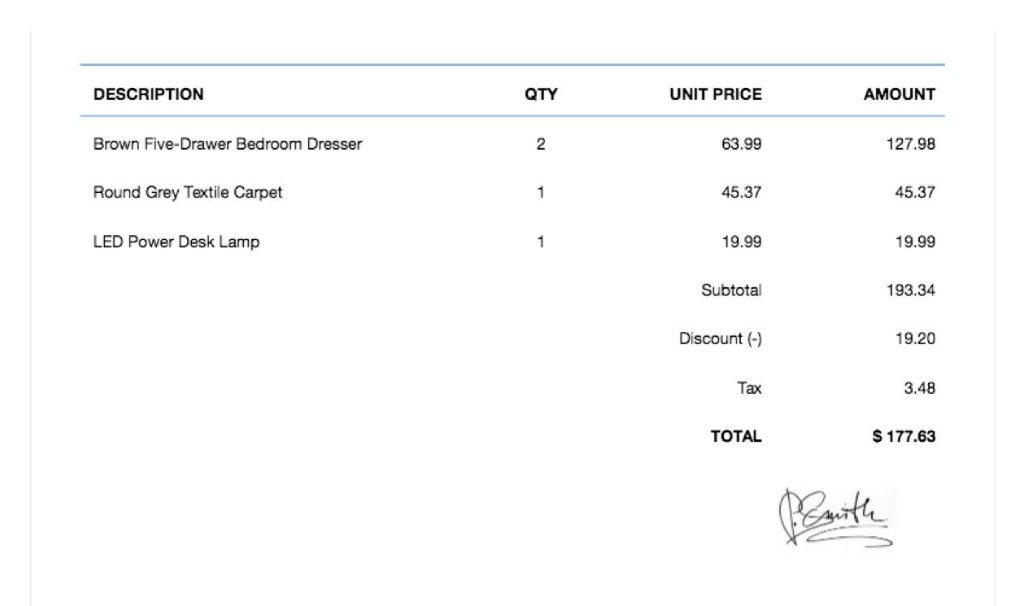 DESCRIPTION QTY UNIT PRICE AMOUNT
Brown Five-Drawer Bedroom Dresser 2 63.99 127.98
Round Grey Textile Carpet 1 45.37 45.37
LED Power Desk Lamp 1 19.99 19.99
Subtotal 193.34
Discount (-) 19.20
Tax 3.48
TOTAL $ 177.63
P.Smith